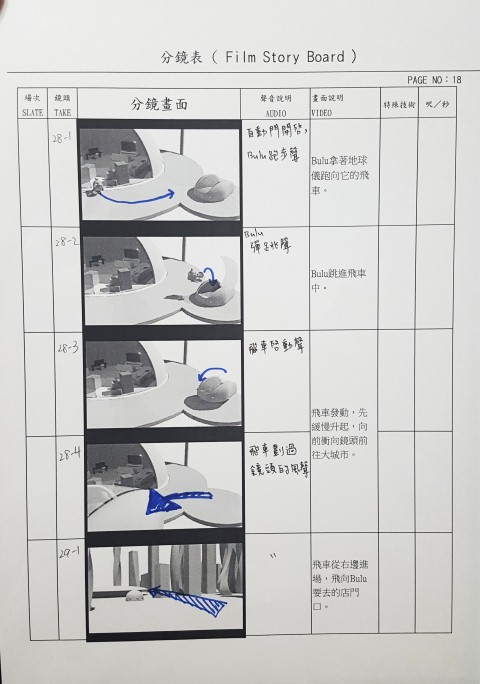 分鏡表 ( Film Story Board )
PAGE NO：18
場次
SLATE
鏡頭
TAKE
分鏡畫面
聲音說明
AUDIO
畫面說明
VIDEO
特殊技術
呎／秒
28-1
自動門開啓，
Bulu 跑步聲
Bulu拿著地球
儀跑向它的飛
車。
28-2
Bulu
彈跳聲
Bulu跳進飛車
中。
28-3
飛車啓動聲
飛車發動，先
緩慢升起，向
前衝向鏡頭前
往大城市。
28-4
飛車劃過
鏡頭的風聲
29-1
〃
飛車從右邊進
場，飛向Bulu
要去的店門
口。